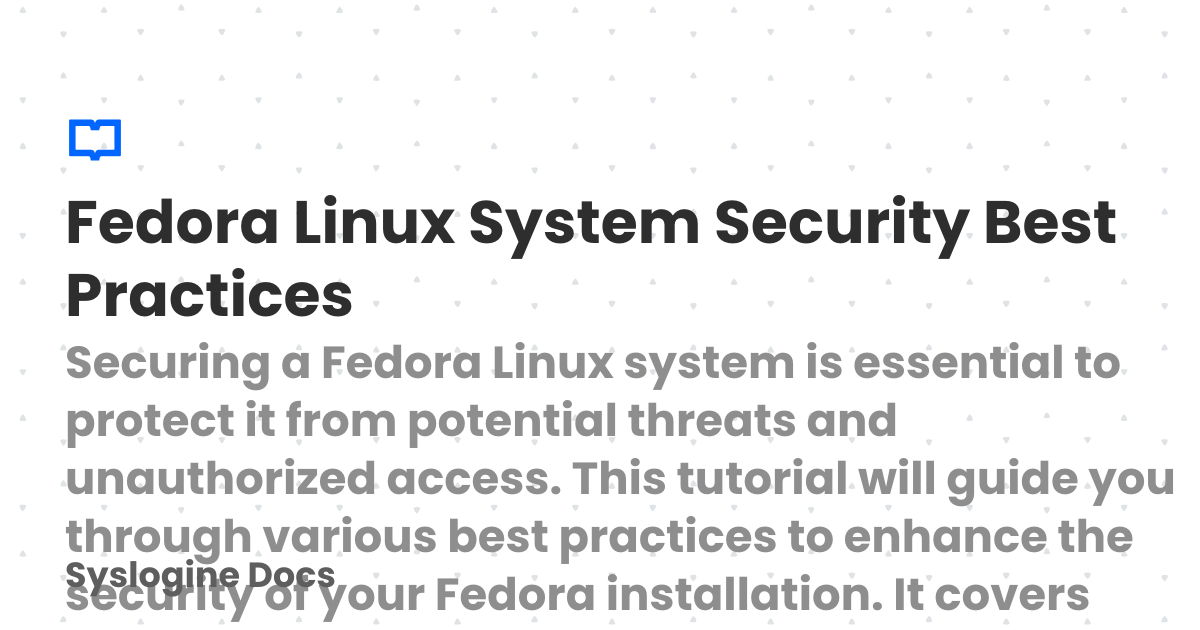 Fedora Linux System Security Best
Practices
Securing a Fedora Linux system is essential to
protect it from potential threats and
unauthorized access. This tutorial will guide you
through various best practices to enhance the
Syslogine Docs
security of your Fedora installation. It covers